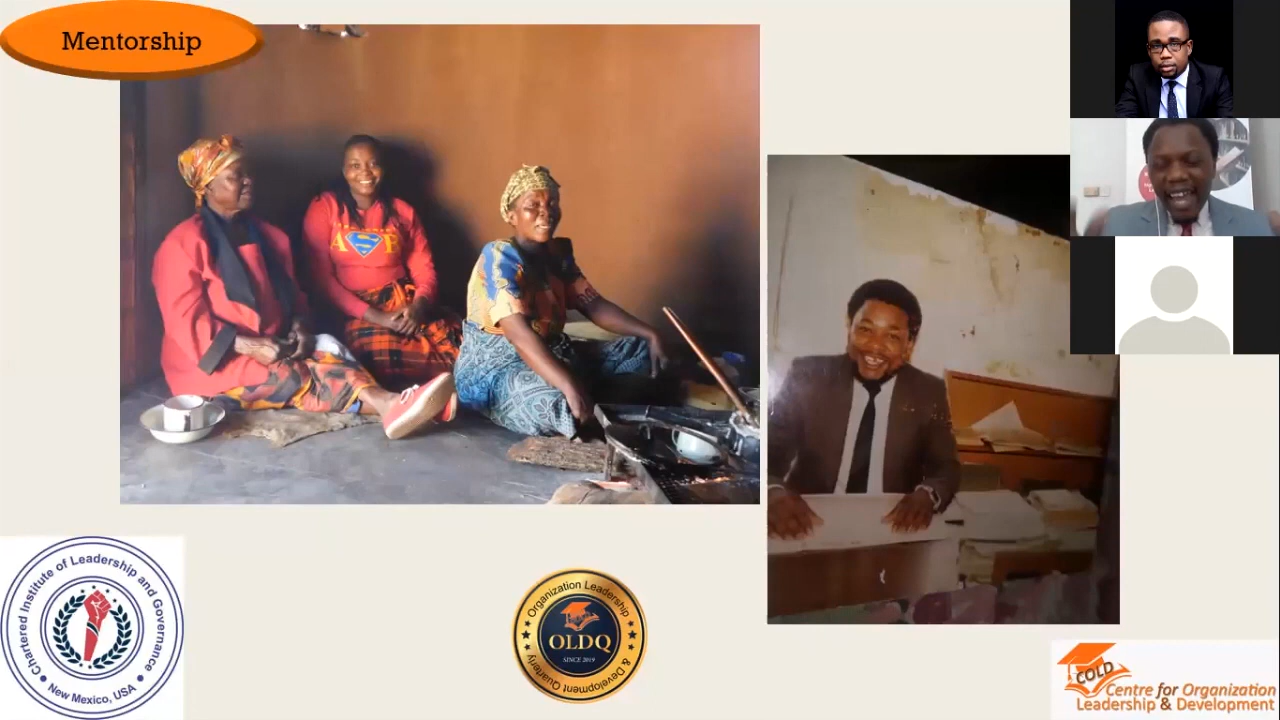 Mentorship
Chartered Institute of Leadership and Governance
New Mexico, USA
Organization Leadership
OLDQ
SINCE 2019
& Development Quarterly
COLD
Centre for Organization
Leadership & Development